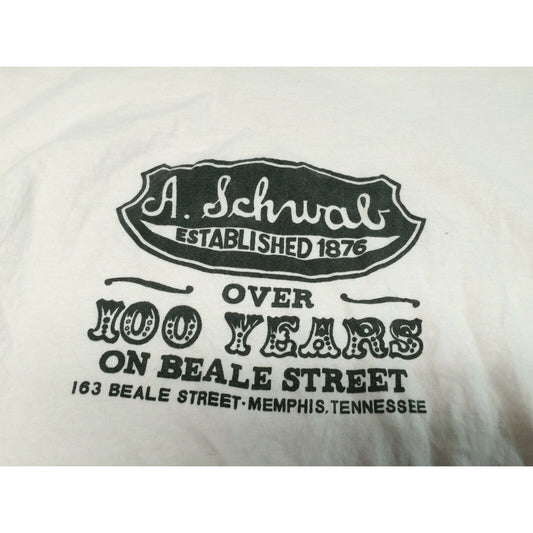 A. Schwab
ESTABLISHED 1876
OVER
100 YEARS
ON BEALE STREET
163 BEALE STREET·MEMPHIS, TENNESSEE